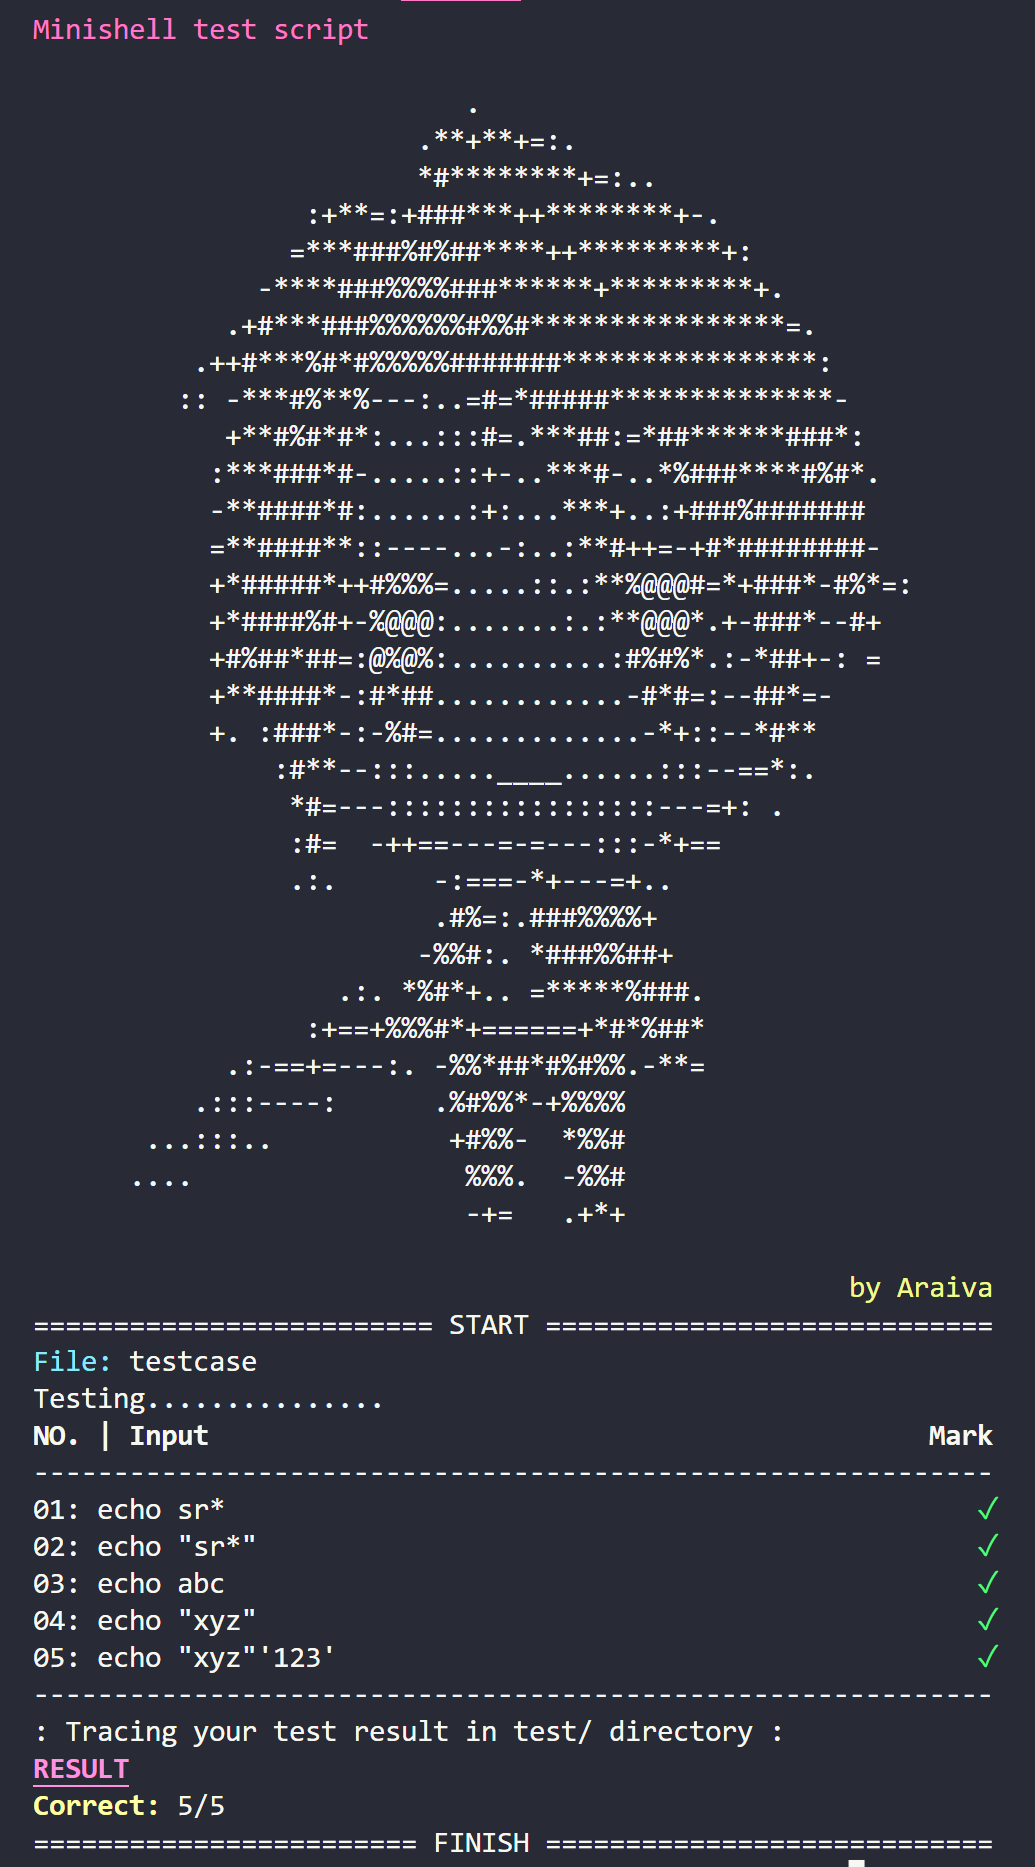 Minishell test script
.
.**+**+=:.
*#********+=:..
:+**=:+###***++********+-.
=***###%#%##****++*********+:
-****###%%%%###******+*********+.
.+#***###%%%%%%#%%#****************=.
.++#***%#*#%%%%%#######****************:
:: -***#%**%---:..=#=*#####**************-
+**#%#*#*:...:::#=.***##:=*##******###*:
:***###*#-.....::+-..***#-..*%###****#%#*.
-**####*#:......:+:...***+..:+###%#######
=**####**::----...-:..:**#++=-+#*########-
+*#####*++#%%%=.....::.:**%@@@#=*+###*-#%*=:
+*####%#+-%@@@:.......:.:**@@@*.+-###*--#+
+#%##*##=:@%@%:..........:#%#%*.:-*##+-: =
+**####*-:#*##............-#*#=:--##*=-
+. :###*-:-%#=.............-*+::--*#**
:#**--:::.....____......:::--==*:.
*#=---:::::::::::::::::---=+: .
:#=  -++==---=-=---:::-*+==
.:.      -:===-*+---=+..
.#%=:.###%%%%+
-%%#:. *###%%##+
.:. *%#*+.. =*****%###.
:+==+%%%#*+======+*#*%##*
.:-==+=---:. -%%*##*#%#%%.-**=
.:::----:      .%#%%*-+%%%%
...:::..           +#%%-  *%%#
....                 %%%.  -%%#
-+=   .+*+
by Araiva
========================= START ============================
File: testcase
Testing...............
NO. | Input                                             Mark
------------------------------------------------------------
01: echo sr* ✓
02: echo "sr*" ✓
03: echo abc ✓
04: echo "xyz" ✓
05: echo "xyz"'123' ✓
------------------------------------------------------------
: Tracing your test result in test/ directory :
RESULT
Correct: 5/5
======================== FINISH ============================